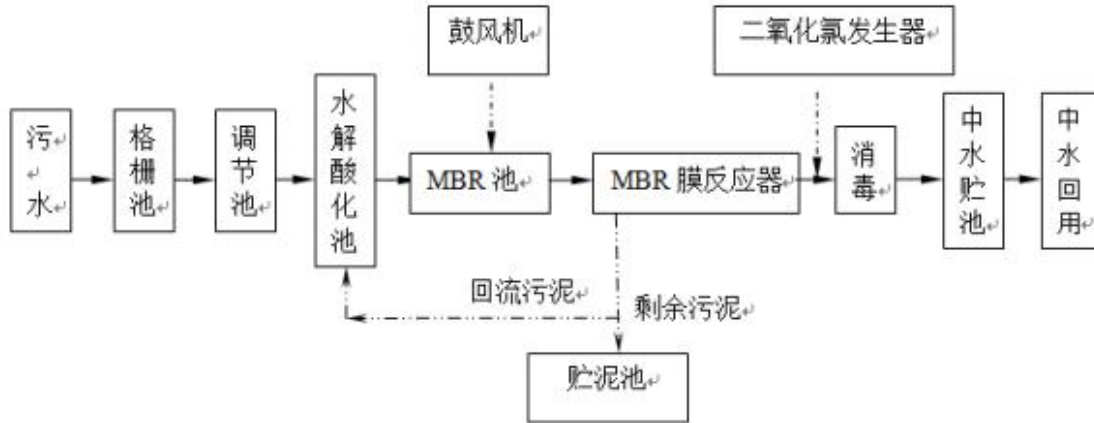 鼓风机
二氧化氯发生器
污水
格栅池
调节池
水解酸化池
MBR 池
MBR 膜反应器
消毒
中水贮池
中水回用
回流污泥
剩余污泥
贮泥池